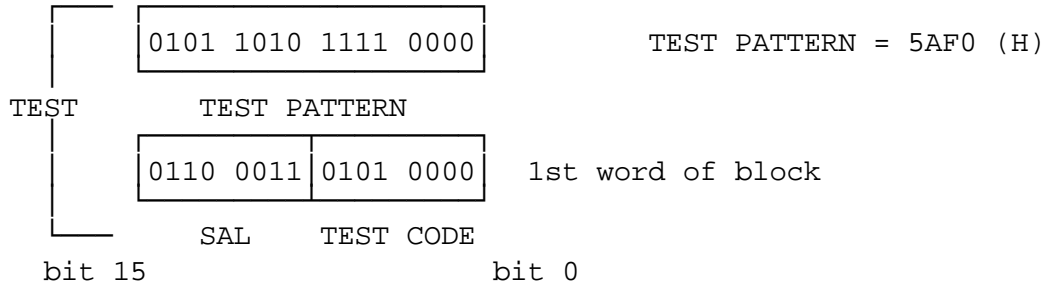 0101 1010 1111 0000 TEST PATTERN = 5AF0 (H)
TEST TEST PATTERN
0110 0011 0101 0000 1st word of block
SAL TEST CODE
bit 15 bit 0